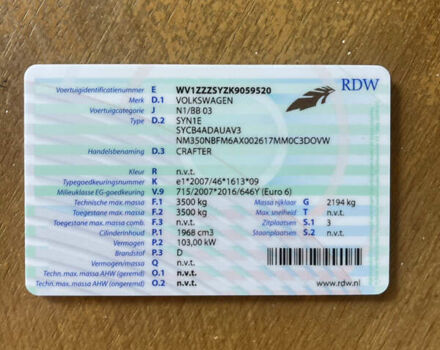 RDW
Voertuigidentificatienummer E WV1ZZZSYZK9059520
Merk D.1 VOLKSWAGEN
Voertuigcategorie J N1/BB 03
Type D.2 SYN1E
SYCB4ADAUAV3
NM350NBFM6AX002617MM0C3DOVW
Handelsbenaming D.3 CRAFTER
Kleur R n.v.t.
Typegoedkeuringsnummer K e1*2007/46*1613*09
Milieuklasse EG-goedkeuring V.9 715/2007*2016/646Y (Euro 6)
Technische max. massa F.1 3500 kg Massa rijklaar G 2194 kg
Toegestane max. massa F.2 3500 kg Max. snelheid T n.v.t.
Toegestane max. massa comb. F.3 n.v.t. Zitplaatsen S.1 3
Cilinderinhoud P.1 1968 cm3 Staanplaatsen S.2 n.v.t.
Vermogen P.2 103,00 kW
Brandstof P.3 D
Vermogen/massa Q n.v.t.
Techn. max. massa AHW (geremd) O.1 n.v.t.
Techn. max. massa AHW (ongeremd) O.2 n.v.t. www.rdw.nl